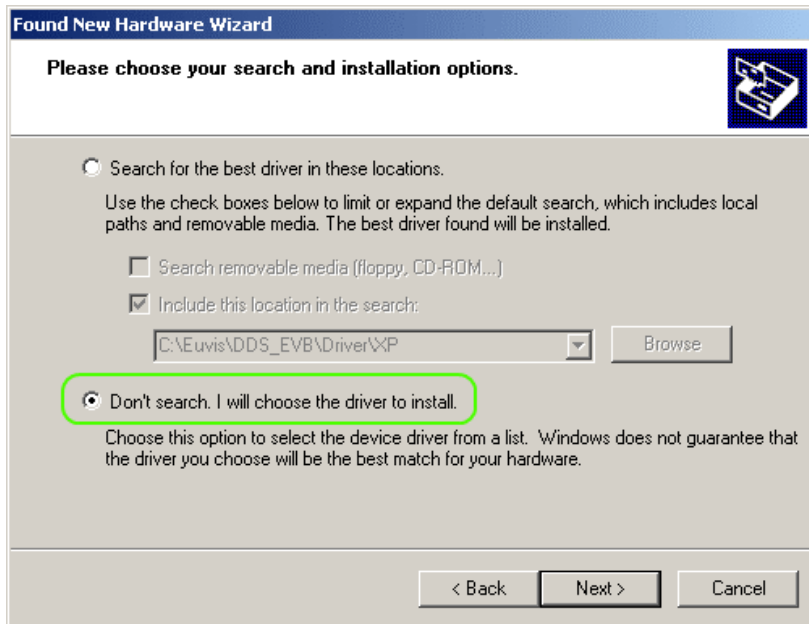 Found New Hardware Wizard
Please choose your search and installation options.
Search for the best driver in these locations.
Use the check boxes below to limit or expand the default search, which includes local
paths and removable media. The best driver found will be installed.
Search removable media (floppy, CD-ROM...)
Include this location in the search:
C:\Euvis\DDS_EVB\Driver\XP
Browse
Don't search. I will choose the driver to install.
Choose this option to select the device driver from a list.  Windows does not guarantee that
the driver you choose will be the best match for your hardware.
< Back
Next >
Cancel